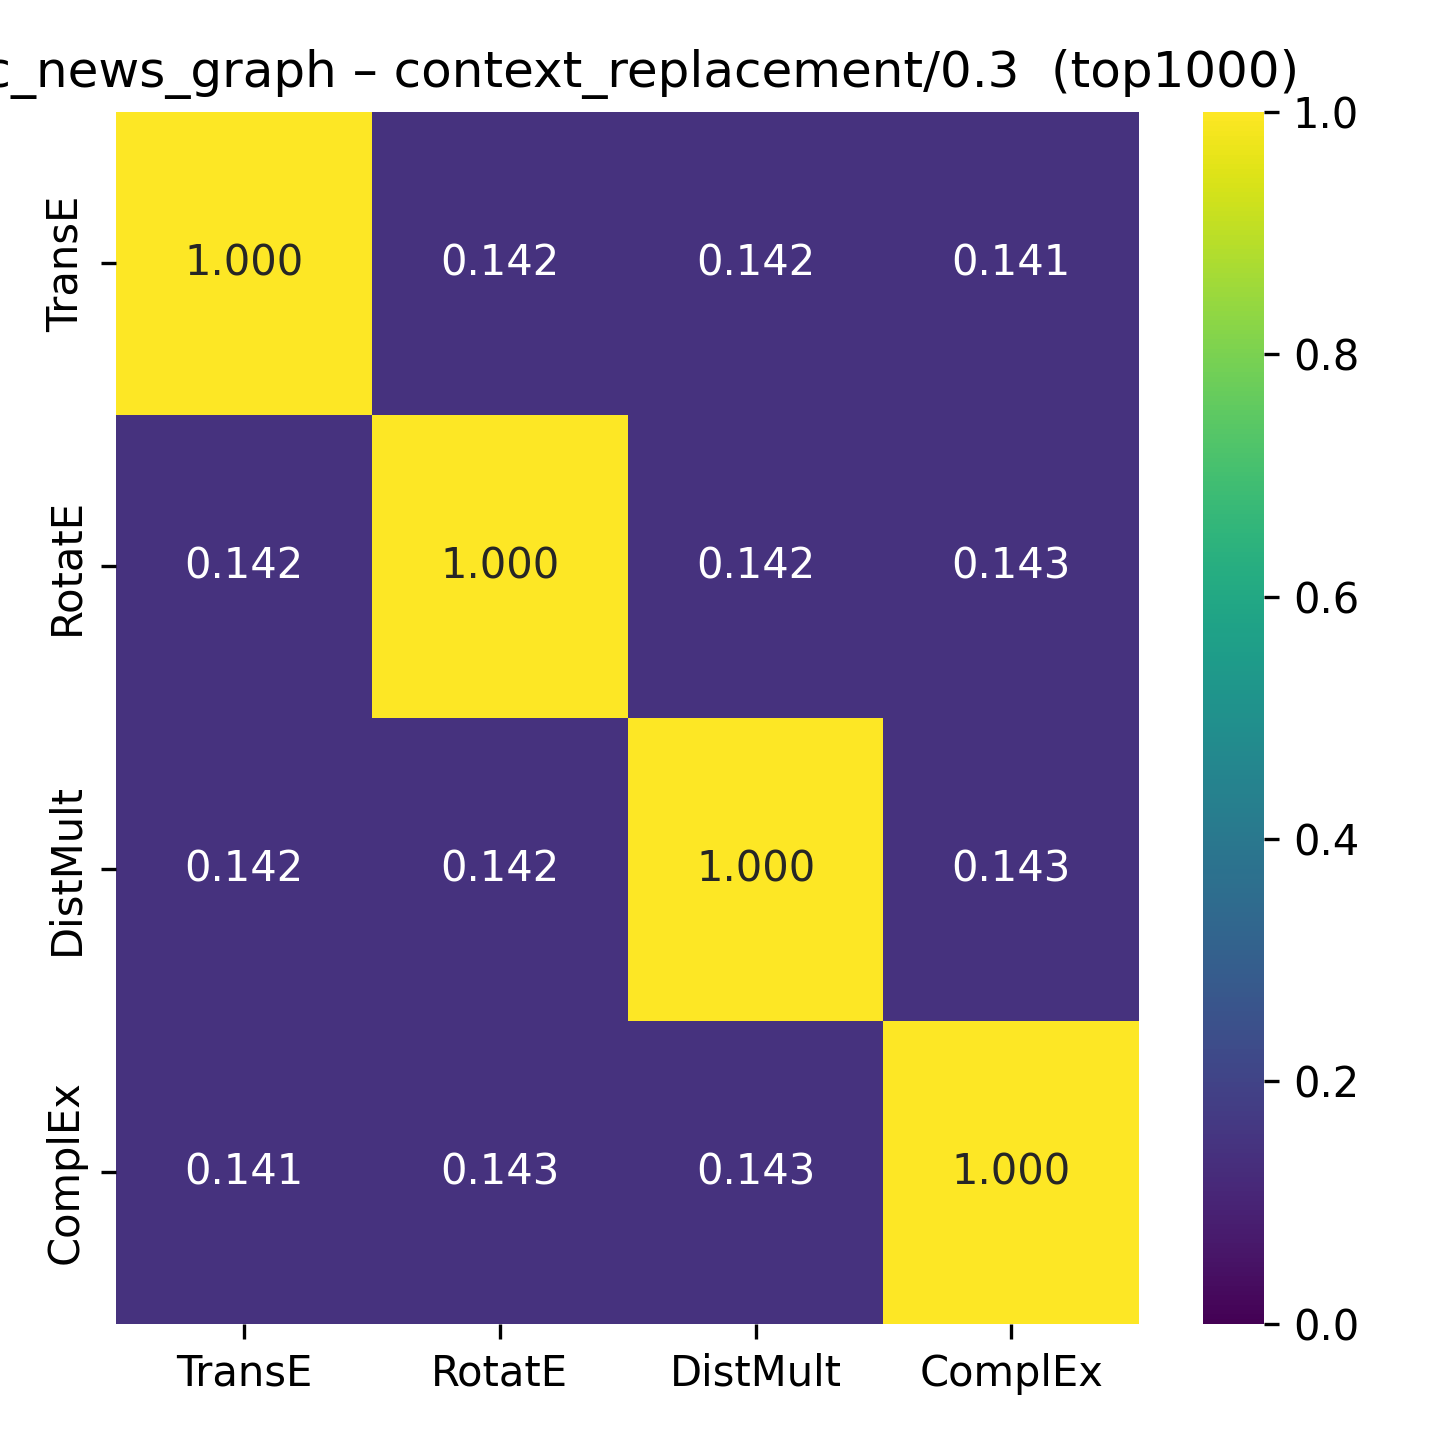 c_news_graph – context_replacement/0.3 (top1000)
TransE 1.000 0.142 0.142 0.141
RotatE 0.142 1.000 0.142 0.143
DistMult 0.142 0.142 1.000 0.143
ComplEx 0.141 0.143 0.143 1.000
TransE RotatE DistMult ComplEx
1.0
0.8
0.6
0.4
0.2
0.0